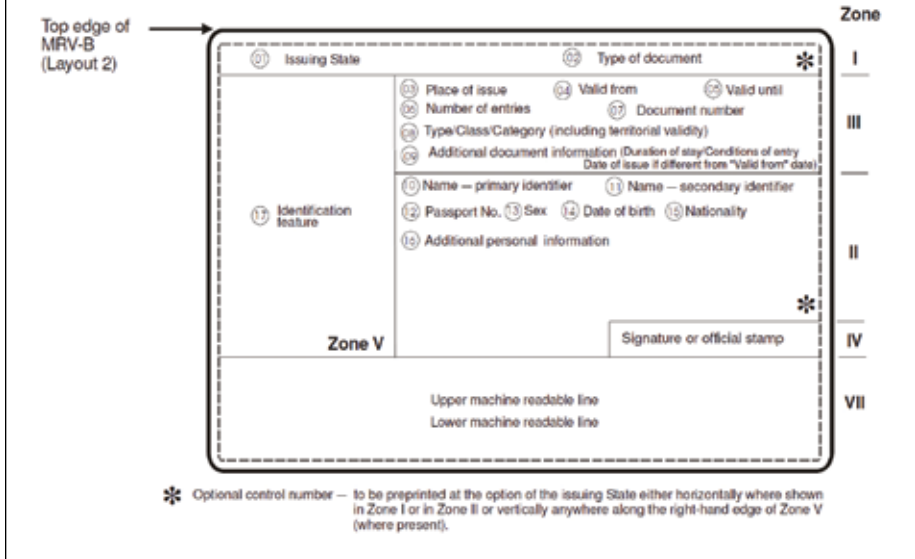 Zone
Top edge of
MRV-B
(Layout 2)
01 Issuing State 02 Type of document * I
03 Place of issue 04 Valid from 05 Valid until
06 Number of entries 07 Document number
III
08 Type/Class/Category (including territorial validity)
09 Additional document information (Duration of stay/Conditions of entry
Date of issue if different from "Valid from" date)
10 Name — primary identifier 11 Name — secondary identifier
17 Identification
feature
12 Passport No. 13 Sex 14 Date of birth 15 Nationality
16 Additional personal information
II
*
Zone V
Signature or official stamp IV
Upper machine readable line
Lower machine readable line
VII
* Optional control number — to be preprinted at the option of the issuing State either horizontally where shown
in Zone I or in Zone II or vertically anywhere along the right-hand edge of Zone V
(where present).